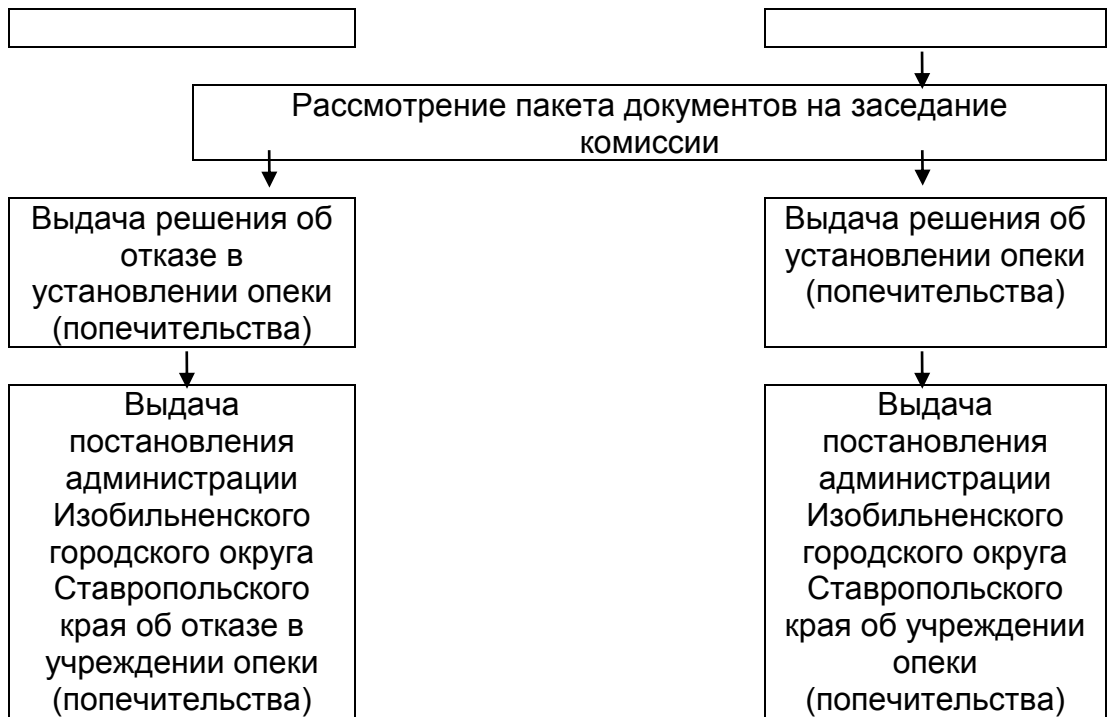 Рассмотрение пакета документов на заседание
комиссии
Выдача решения об
отказе в
установлении опеки
(попечительства)
Выдача решения об
установлении опеки
(попечительства)
Выдача
постановления
администрации
Изобильненского
городского округа
Ставропольского
края об отказе в
учреждении опеки
(попечительства)
Выдача
постановления
администрации
Изобильненского
городского округа
Ставропольского
края об учреждении
опеки
(попечительства)